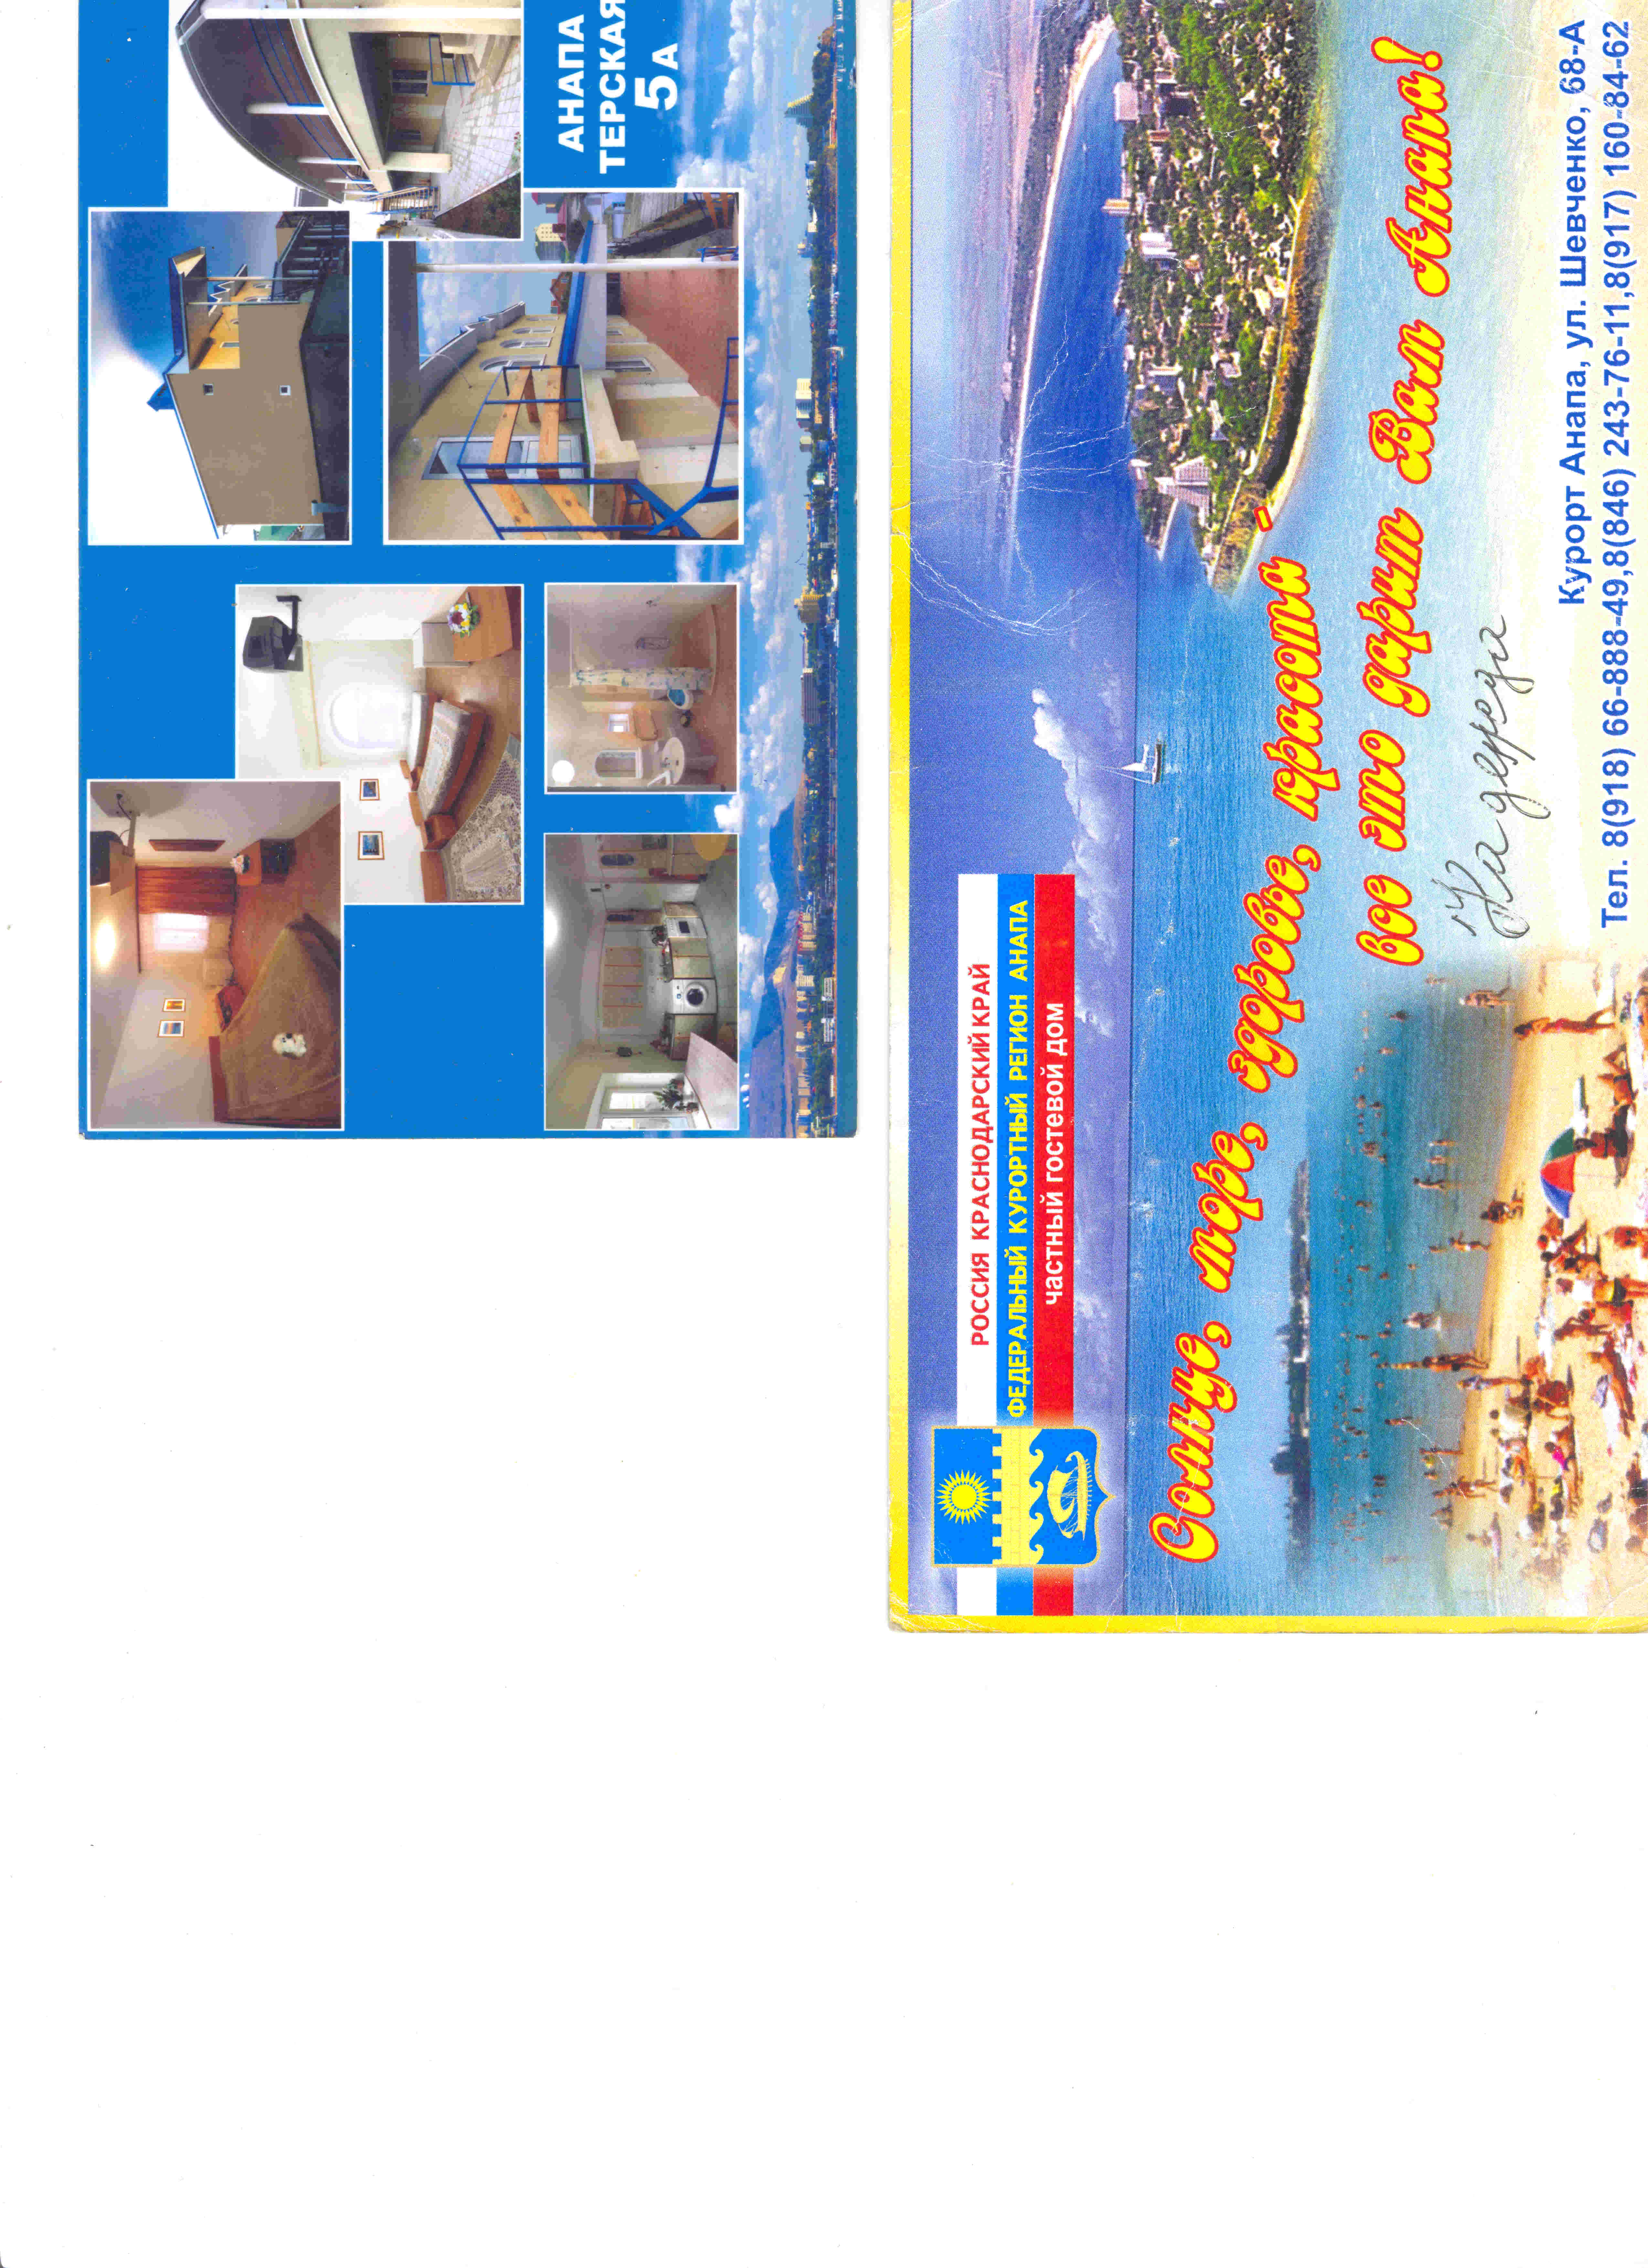 АНАПА
ТЕРСКАЯ
5А
РОССИЯ КРАСНОДАРСКИЙ КРАЙ
ФЕДЕРАЛЬНЫЙ КУРОРТНЫЙ РЕГИОН АНАПА
ЧАСТНЫЙ ГОСТЕВОЙ ДОМ
Солнце, море, здоровье, красота -
все это дарит Вам Анапа!
Надежда
Курорт Анапа, ул. Шевченко, 68-А
Тел. 8(918) 66-888-49,8(846) 243-76-11,8(917) 160-84-62